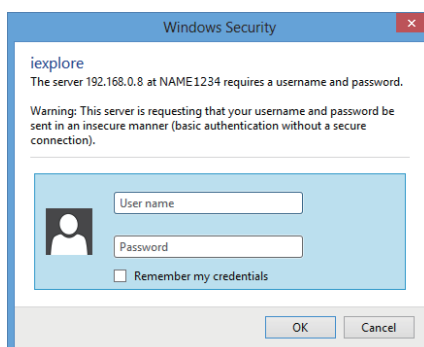 Windows Security
iexplore
The server 192.168.0.8 at NAME1234 requires a username and password.
Warning: This server is requesting that your username and password be
sent in an insecure manner (basic authentication without a secure
connection).
User name
Password
Remember my credentials
OK Cancel